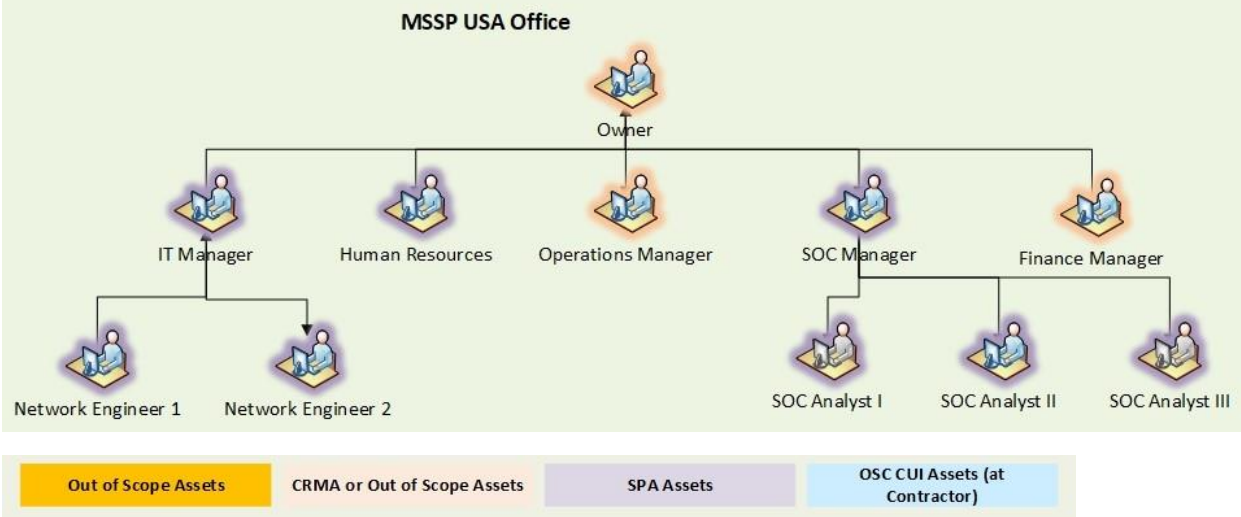 MSSP USA Office
Owner
IT Manager
Human Resources
Operations Manager
SOC Manager
Finance Manager
Network Engineer 1
Network Engineer 2
SOC Analyst I
SOC Analyst II
SOC Analyst III
Out of Scope Assets
CRMA or Out of Scope Assets
SPA Assets
OSC CUI Assets (at
Contractor)